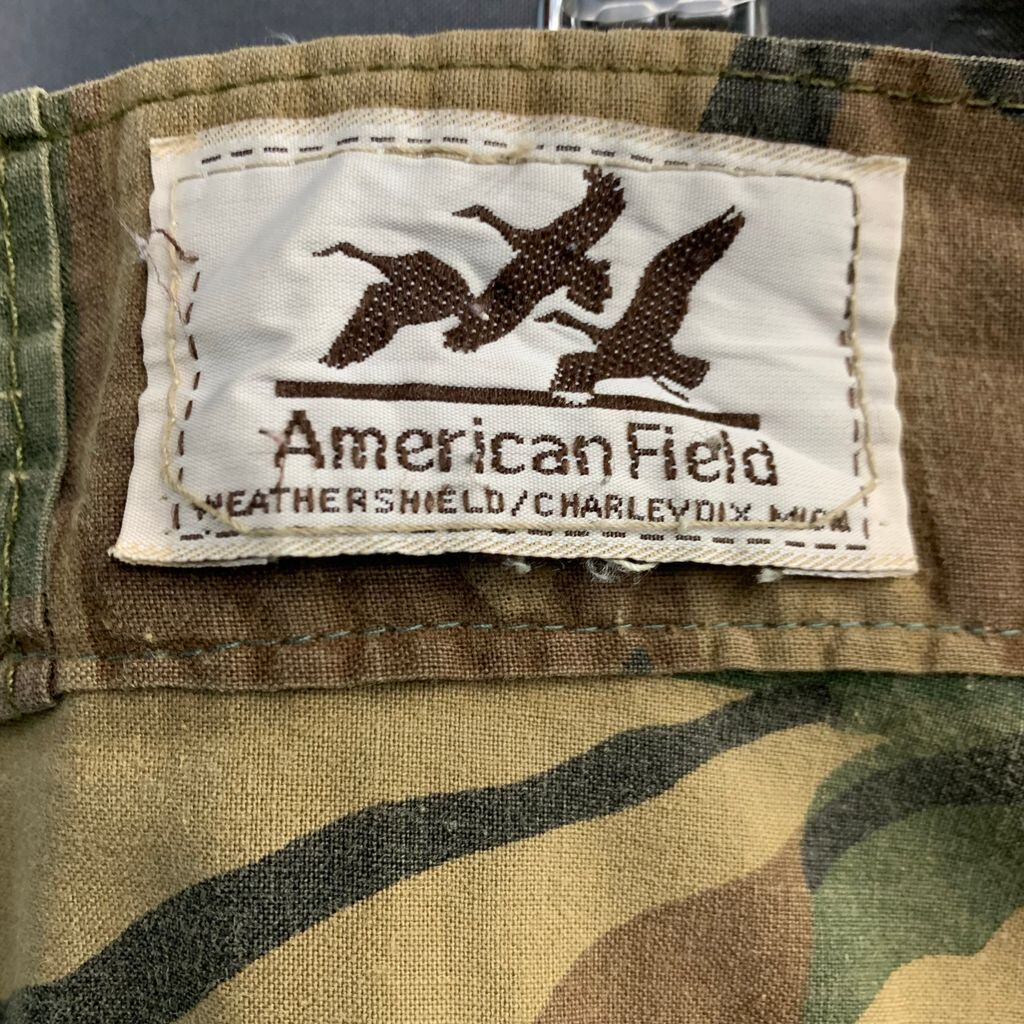 American Field
WEATHERSHIELD/CHARLEVOIX MICH